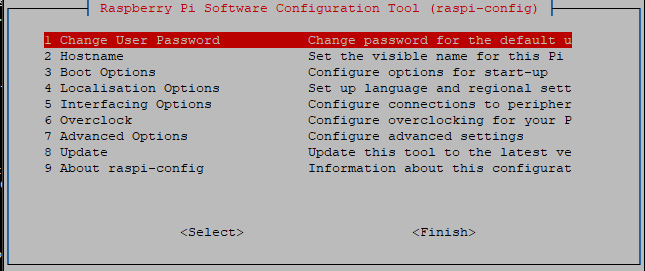 Raspberry Pi Software Configuration Tool (raspi-config)
1 Change User Password Change password for the default u
2 Hostname Set the visible name for this Pi
3 Boot Options Configure options for start-up
4 Localisation Options Set up language and regional sett
5 Interfacing Options Configure connections to peripher
6 Overclock Configure overclocking for your P
7 Advanced Options Configure advanced settings
8 Update Update this tool to the latest ve
9 About raspi-config Information about this configurat
<Select> <Finish>